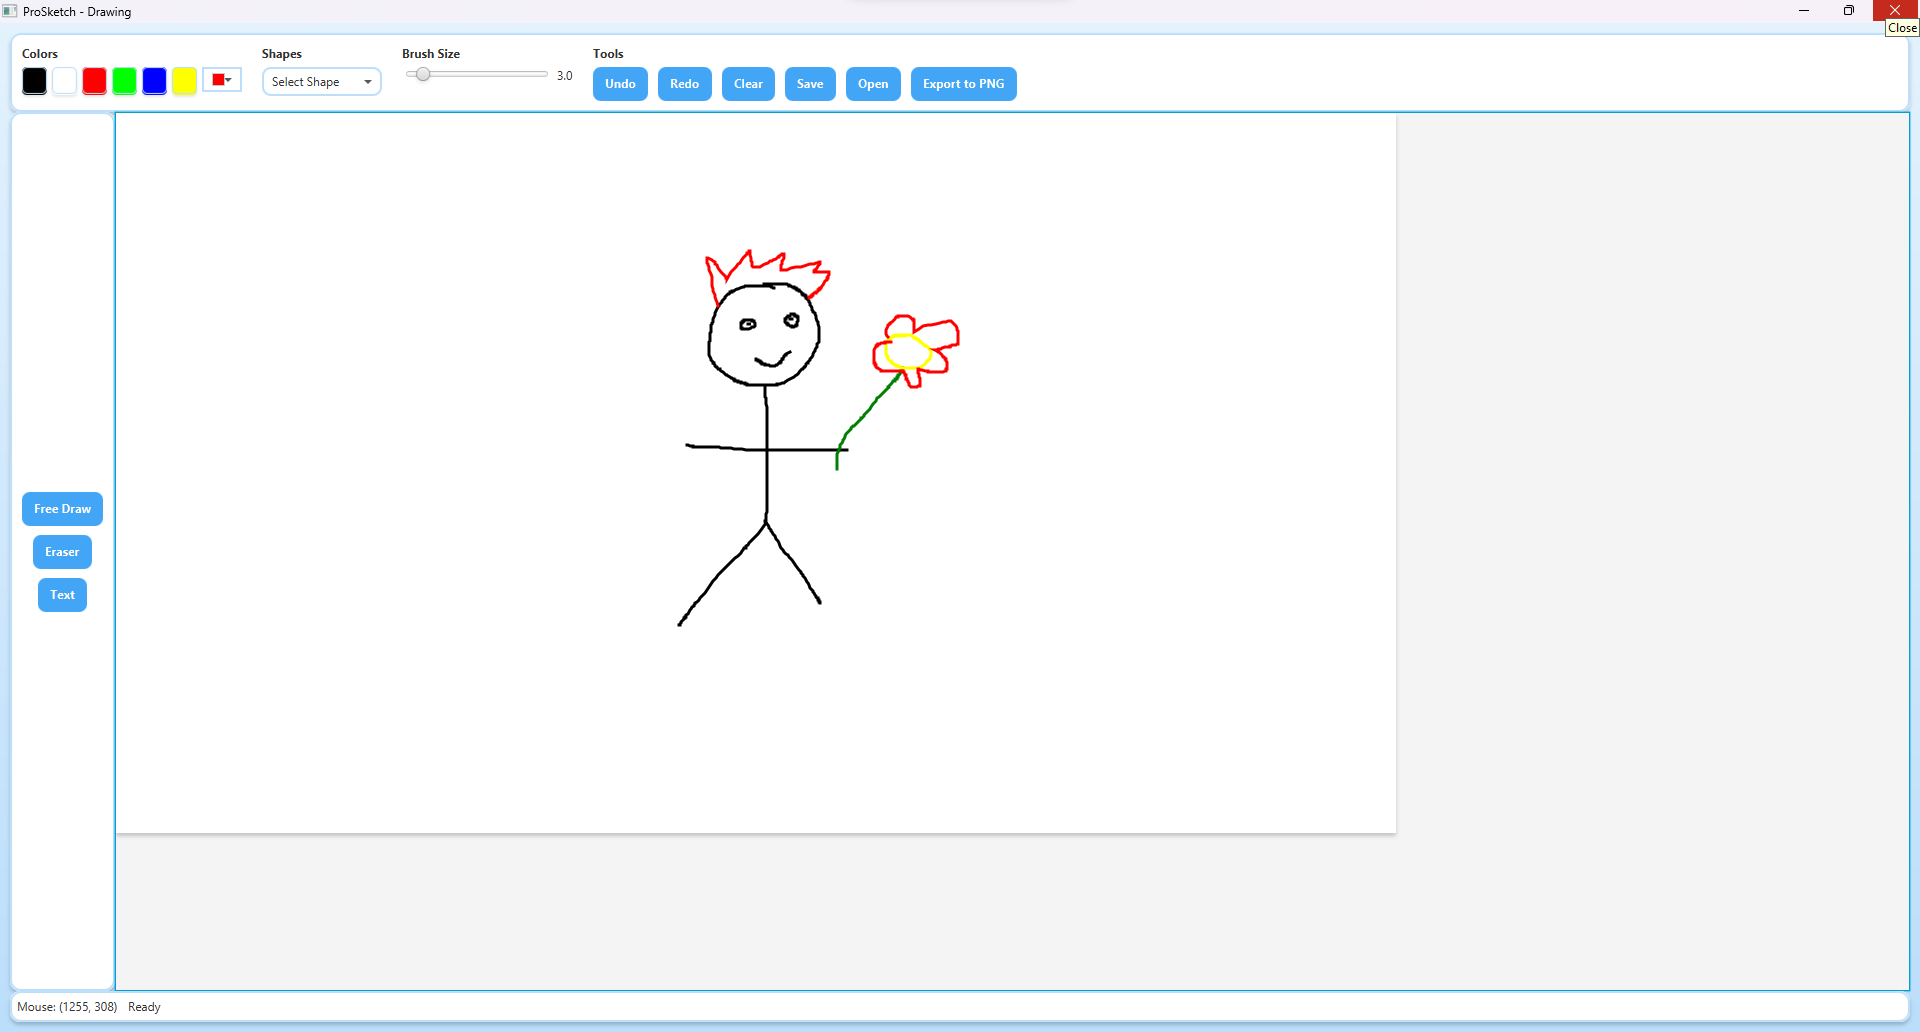 ProSketch - Drawing
Close
Colors
Shapes
Brush Size
Tools
Select Shape
3.0
Undo
Redo
Clear
Save
Open
Export to PNG
Free Draw
Eraser
Text
Mouse: (1255, 308) Ready